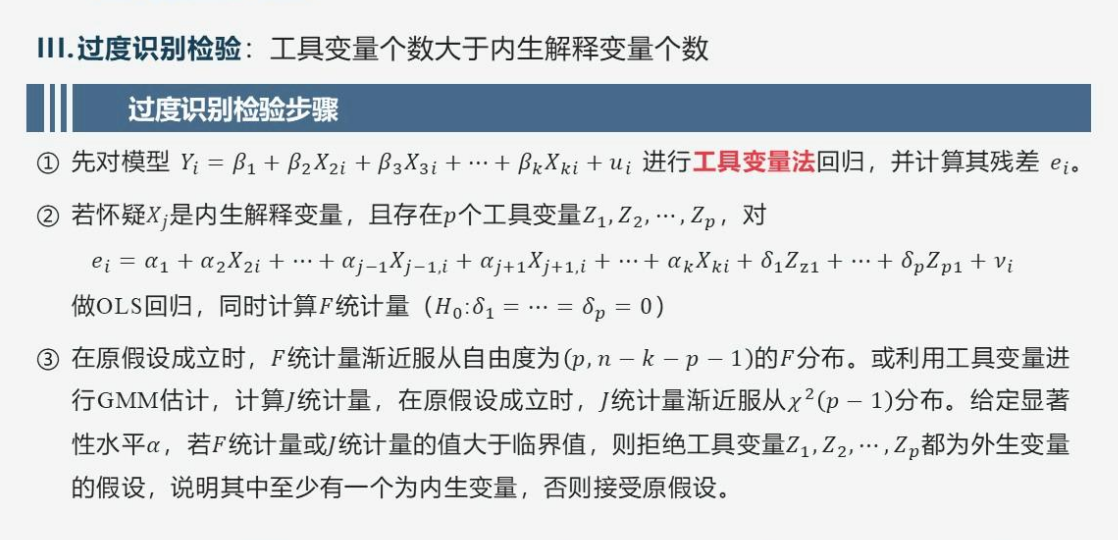 III.过度识别检验：工具变量个数大于内生解释变量个数
过度识别检验步骤
① 先对模型 Yᵢ = β₁ + β₂X₂ᵢ + β₃X₃ᵢ + ⋯ + βₖXₖᵢ + uᵢ 进行工具变量法回归，并计算其残差 eᵢ。
② 若怀疑Xⱼ是内生解释变量，且存在p个工具变量Z₁, Z₂, ⋯, Zₚ，对
eᵢ = α₁ + α₂X₂ᵢ + ⋯ + αⱼ₋₁Xⱼ₋₁,ᵢ + αⱼ₊₁Xⱼ₊₁,ᵢ + ⋯ + αₖXₖᵢ + δ₁Z_z1 + ⋯ + δₚZₚ₁ + νᵢ
做OLS回归，同时计算F统计量（H₀:δ₁ = ⋯ = δₚ = 0）
③ 在原假设成立时，F统计量渐近服从自由度为(p, n − k − p − 1)的F分布。或利用工具变量进
行GMM估计，计算J统计量，在原假设成立时，J统计量渐近服从χ²(p − 1)分布。给定显著
性水平α，若F统计量或J统计量的值大于临界值，则拒绝工具变量Z₁, Z₂, ⋯, Zₚ都为外生变量
的假设，说明其中至少有一个为内生变量，否则接受原假设。